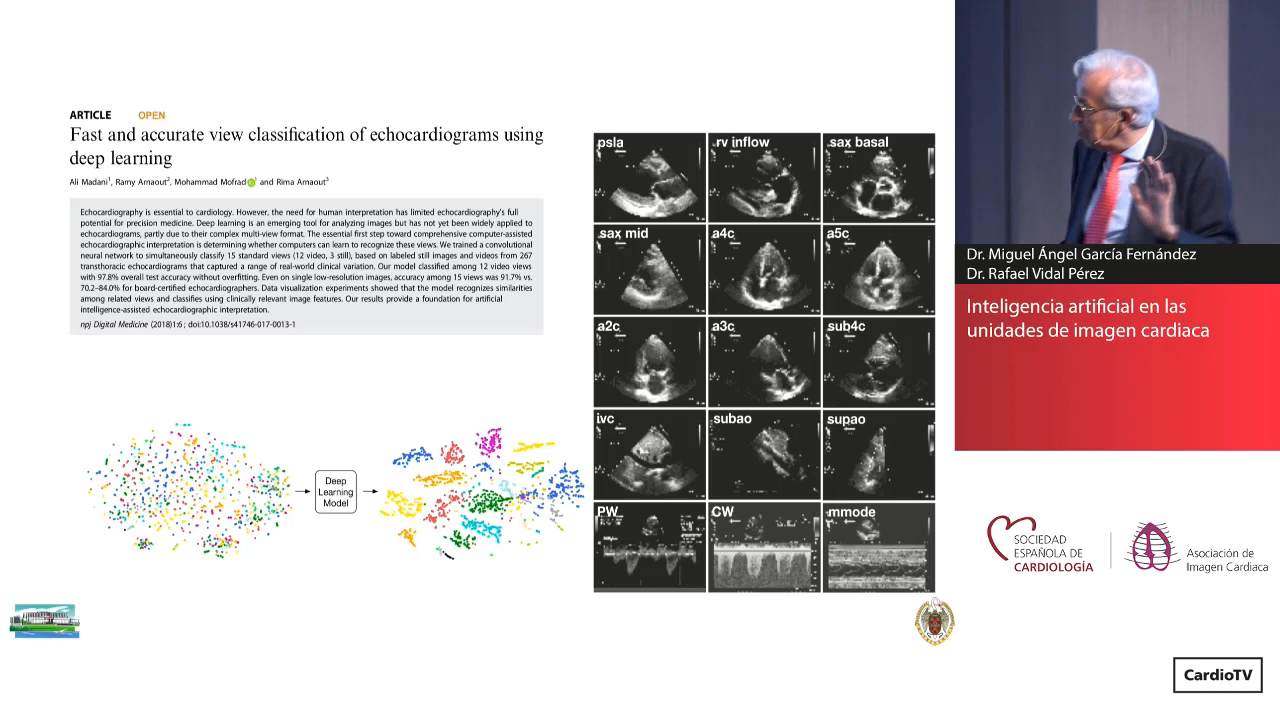 ARTICLE OPEN
Fast and accurate view classification of echocardiograms using
deep learning
Ali Madani1, Ramy Arnaout2, Mohammad Mofrad 1 and Rima Arnaout3
Echocardiography is essential to cardiology. However, the need for human interpretation has limited echocardiography's full
potential for precision medicine. Deep learning is an emerging tool for analyzing images but has not yet been widely applied to
echocardiograms, partly due to their complex multi-view format. The essential first step toward comprehensive computer-assisted
echocardiographic interpretation is determining whether computers can learn to recognize these views. We trained a convolutional
neural network to simultaneously classify 15 standard views (12 video, 3 still), based on labeled still images and videos from 267
transthoracic echocardiograms that captured a range of real-world clinical variation. Our model classified among 12 video views
with 97.8% overall test accuracy without overfitting. Even on single low-resolution images, accuracy among 15 views was 91.7% vs.
70.2–84.0% for board-certified echocardiographers. Data visualization experiments showed that the model recognizes similarities
among related views and classifies using clinically relevant image features. Our results provide a foundation for artificial
intelligence-assisted echocardiographic interpretation.
npj Digital Medicine (2018)1:6 ; doi:10.1038/s41746-017-0013-1
Deep
Learning
Model
psla rv inflow sax basal
sax mid a4c a5c
a2c a3c sub4c
ivc subao supao
PW CW mmode
Dr. Miguel Ángel García Fernández
Dr. Rafael Vidal Pérez
Inteligencia artificial en las
unidades de imagen cardiaca
SOCIEDAD
ESPAÑOLA DE
CARDIOLOGÍA
Asociación de
Imagen Cardiaca
CardioTV